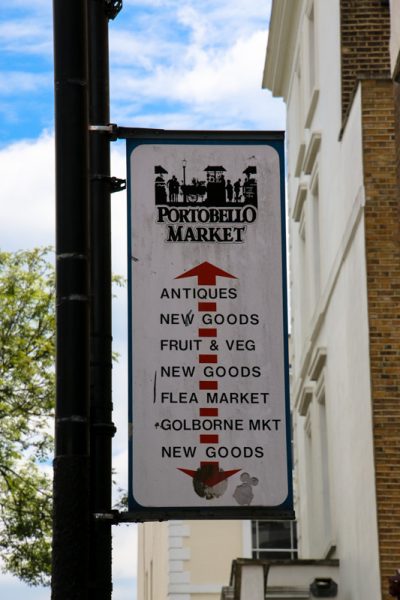 PORTOBELLO
MARKET
ANTIQUES
NEW GOODS
FRUIT & VEG
NEW GOODS
FLEA MARKET
GOLBORNE MKT
NEW GOODS